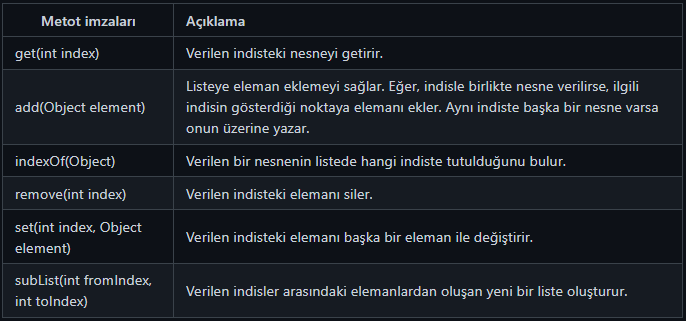 Metot imzaları Açıklama
get(int index) Verilen indisteki nesneyi getirir.
add(Object element) Listeye eleman eklemeyi sağlar. Eğer, indisle birlikte nesne verilirse, ilgili
indisin gösterdiği noktaya elemanı ekler. Aynı indiste başka bir nesne varsa
onun üzerine yazar.
indexOf(Object) Verilen bir nesnenin listede hangi indiste tutulduğunu bulur.
remove(int index) Verilen indisteki elemanı siler.
set(int index, Object
element) Verilen indisteki elemanı başka bir eleman ile değiştirir.
subList(int fromIndex,
int toIndex) Verilen indisler arasındaki elemanlardan oluşan yeni bir liste oluşturur.